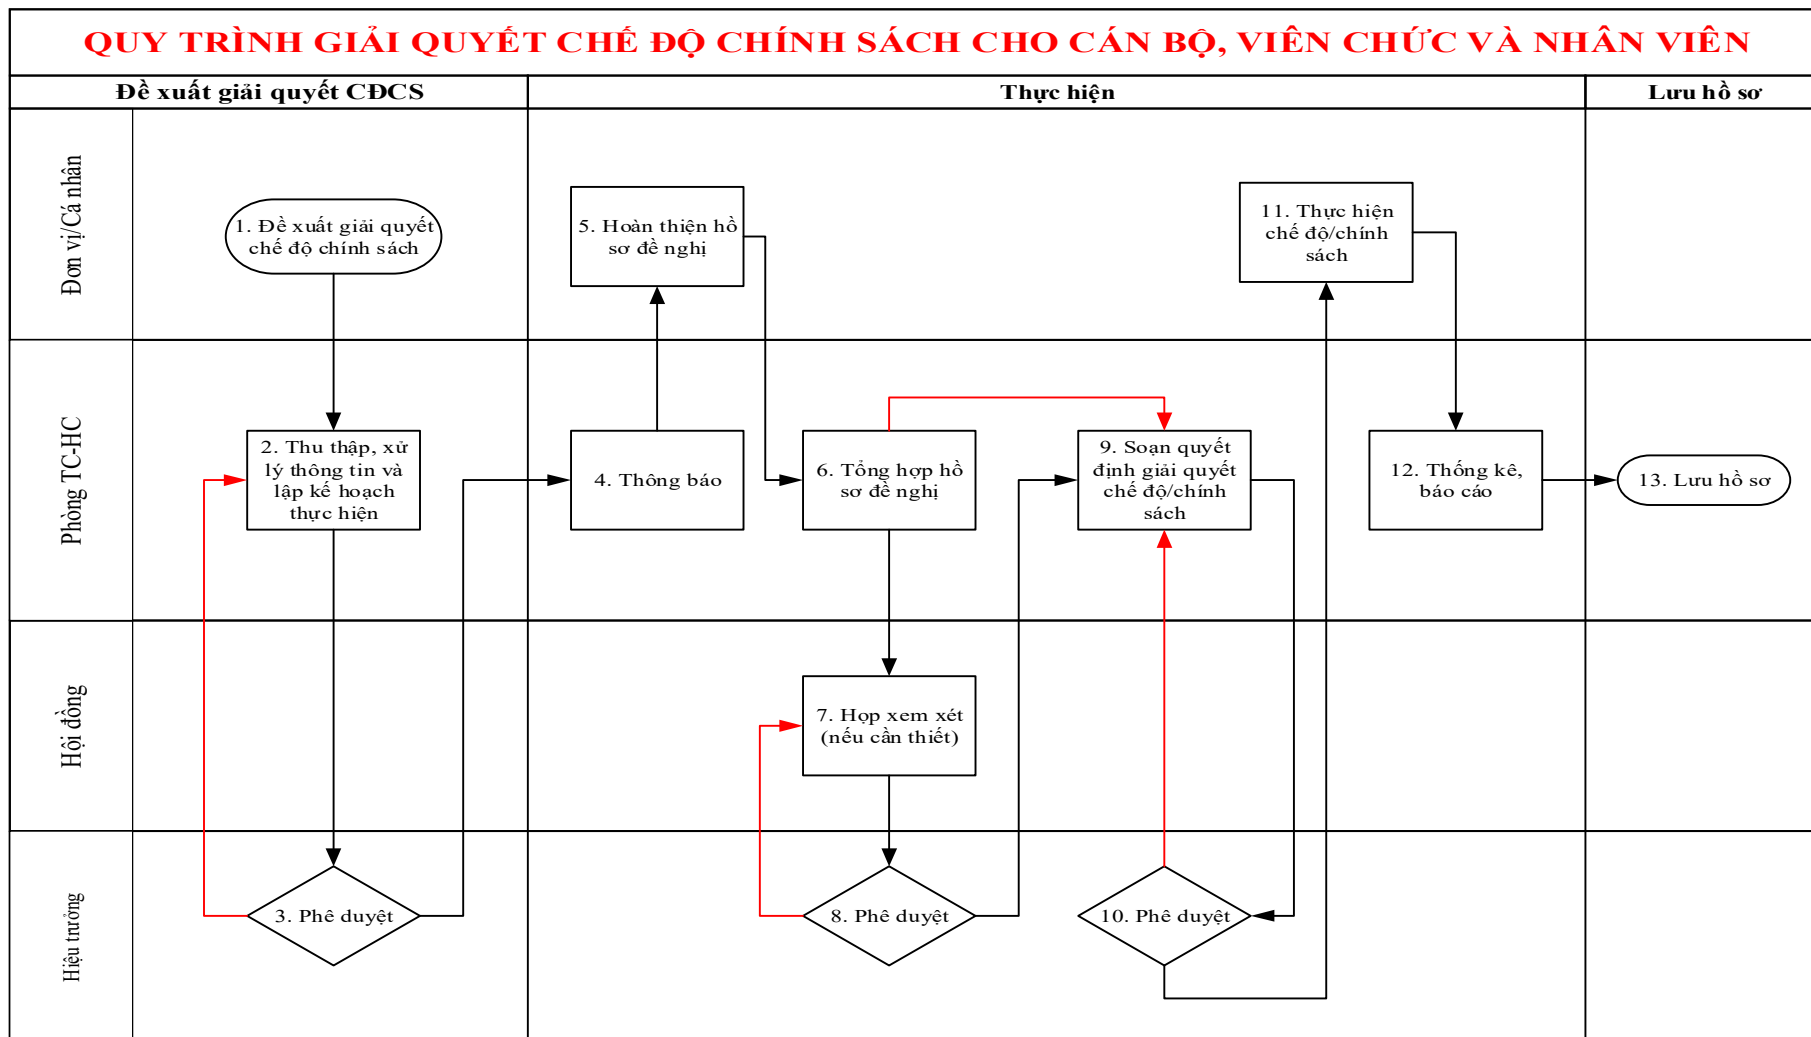 QUY TRÌNH GIẢI QUYẾT CHẾ ĐỘ CHÍNH SÁCH CHO CÁN BỘ, VIÊN CHỨC VÀ NHÂN VIÊN
Đề xuất giải quyết CĐCS
Thực hiện
Lưu hồ sơ
Đơn vị/Cá nhân
1. Đề xuất giải quyết
chế độ chính sách
5. Hoàn thiện hồ
sơ đề nghị
11. Thực hiện
chế độ/chính
sách
Phòng TC-HC
2. Thu thập, xử
lý thông tin và
lập kế hoạch
thực hiện
4. Thông báo
6. Tổng hợp hồ
sơ đề nghị
9. Soạn quyết
định giải quyết
chế độ/chính
sách
12. Thống kê,
báo cáo
13. Lưu hồ sơ
Hội đồng
7. Họp xem xét
(nếu cần thiết)
Hiệu trưởng
3. Phê duyệt
8. Phê duyệt
10. Phê duyệt